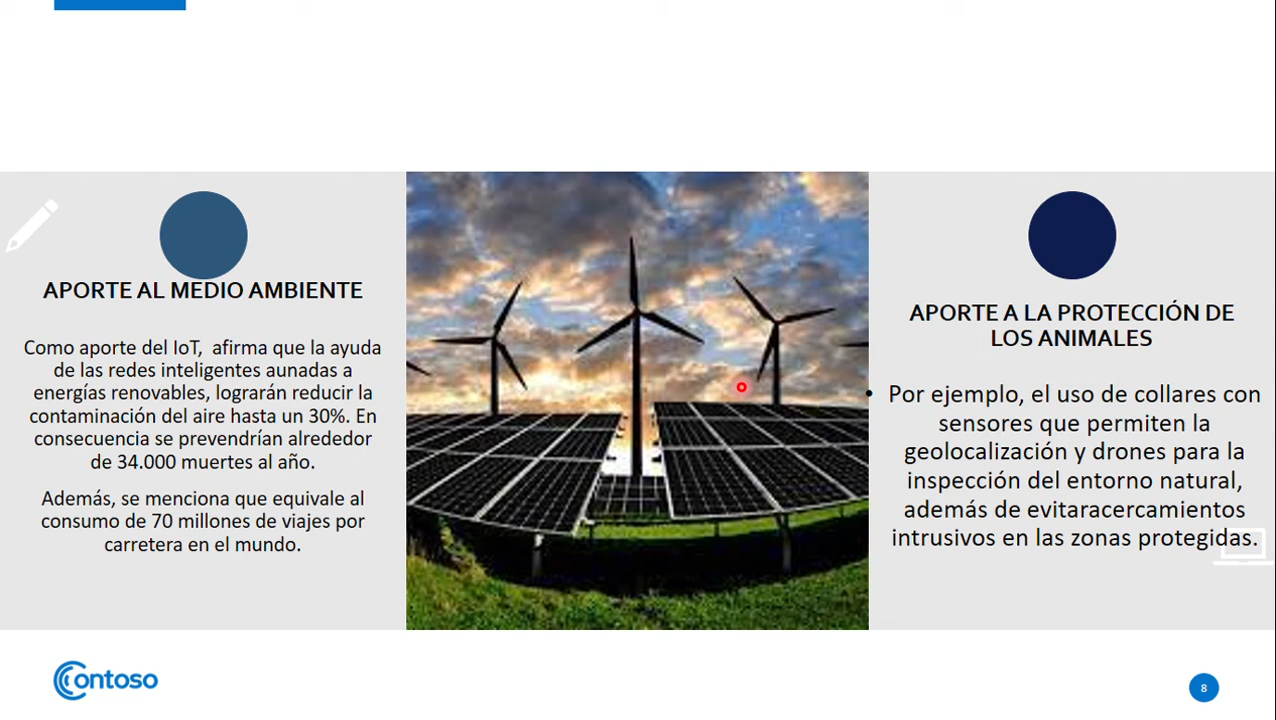 APORTE AL MEDIO AMBIENTE
Como aporte del IoT, afirma que la ayuda
de las redes inteligentes aunadas a
energías renovables, lograrán reducir la
contaminación del aire hasta un 30%. En
consecuencia se prevendrían alrededor
de 34.000 muertes al año.
Además, se menciona que equivale al
consumo de 70 millones de viajes por
carretera en el mundo.
APORTE A LA PROTECCIÓN DE
LOS ANIMALES
• Por ejemplo, el uso de collares con
sensores que permiten la
geolocalización y drones para la
inspección del entorno natural,
además de evitaracercamientos
intrusivos en las zonas protegidas.
Contoso
8